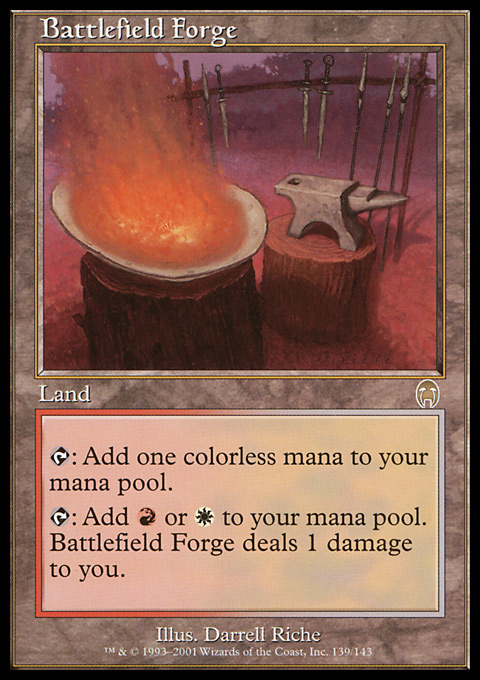 Battlefield Forge
Land
: Add one colorless mana to your
mana pool.
: Add or to your mana pool.
Battlefield Forge deals 1 damage
to you.
Illus. Darrell Riche
™ & © 1993–2001 Wizards of the Coast, Inc. 139/143